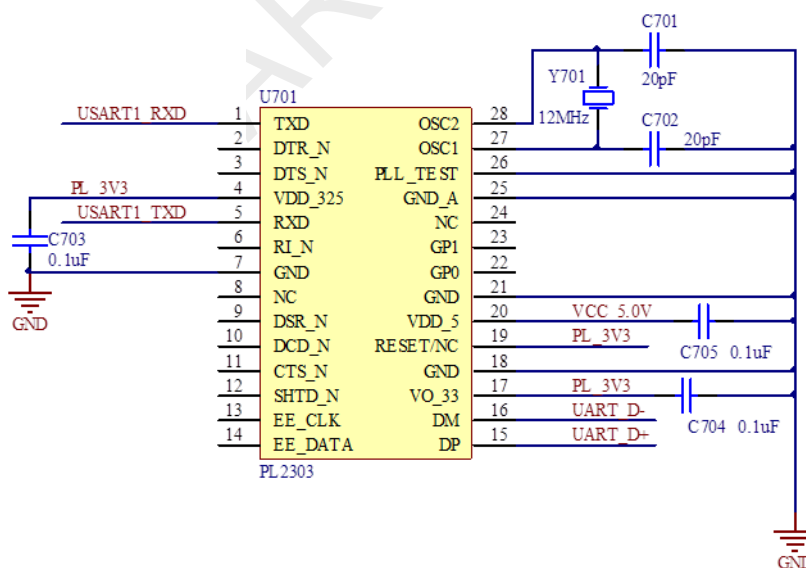 C701
20pF
Y701
12MHz
C702
20pF
U701
USART1_RXD
1 TXD OSC2 28
2 DTR_N OSC1 27
3 DTS_N PLL_TEST 26
PL_3V3
4 VDD_325 GND_A 25
USART1_TXD
5 RXD NC 24
C703
0.1uF
6 RI_N GP1 23
7 GND GP0 22
GND
8 NC GND 21
9 DSR_N VDD_5 20 VCC_5.0V
10 DCD_N RESET/NC 19 PL_3V3
C705 0.1uF
11 CTS_N GND 18
12 SHTD_N VO_33 17 PL_3V3
13 EE_CLK DM 16 UART_D-
C704 0.1uF
14 EE_DATA DP 15 UART_D+
PL2303
GND